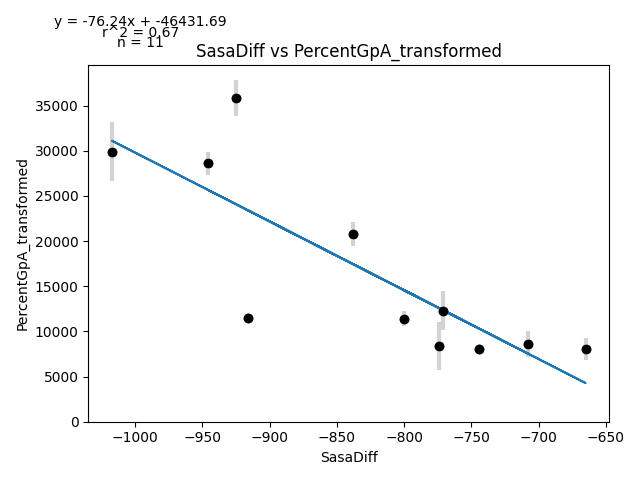 y = -76.24x + -46431.69
r^2 = 0.67
n = 11
SasaDiff vs PercentGpA_transformed
35000
30000
25000
20000
15000
10000
5000
0
PercentGpA_transformed
−1000
−950
−900
−850
−800
−750
−700
−650
SasaDiff